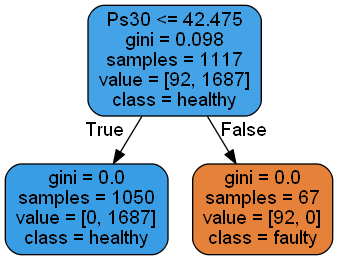 Ps30 <= 42.475
gini = 0.098
samples = 1117
value = [92, 1687]
class = healthy
True
False
gini = 0.0
samples = 1050
value = [0, 1687]
class = healthy
gini = 0.0
samples = 67
value = [92, 0]
class = faulty